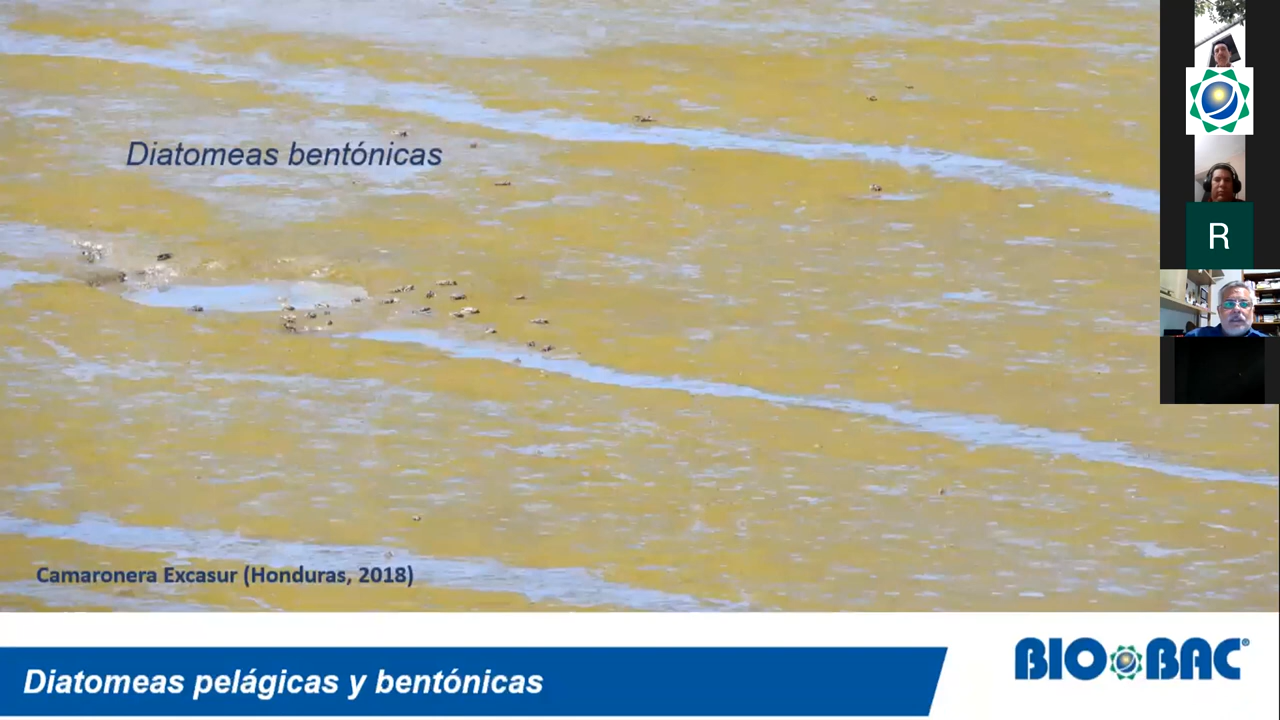 Diatomeas bentónicas
R
Camaronera Excasur (Honduras, 2018)
Diatomeas pelágicas y bentónicas
BIO BAC®